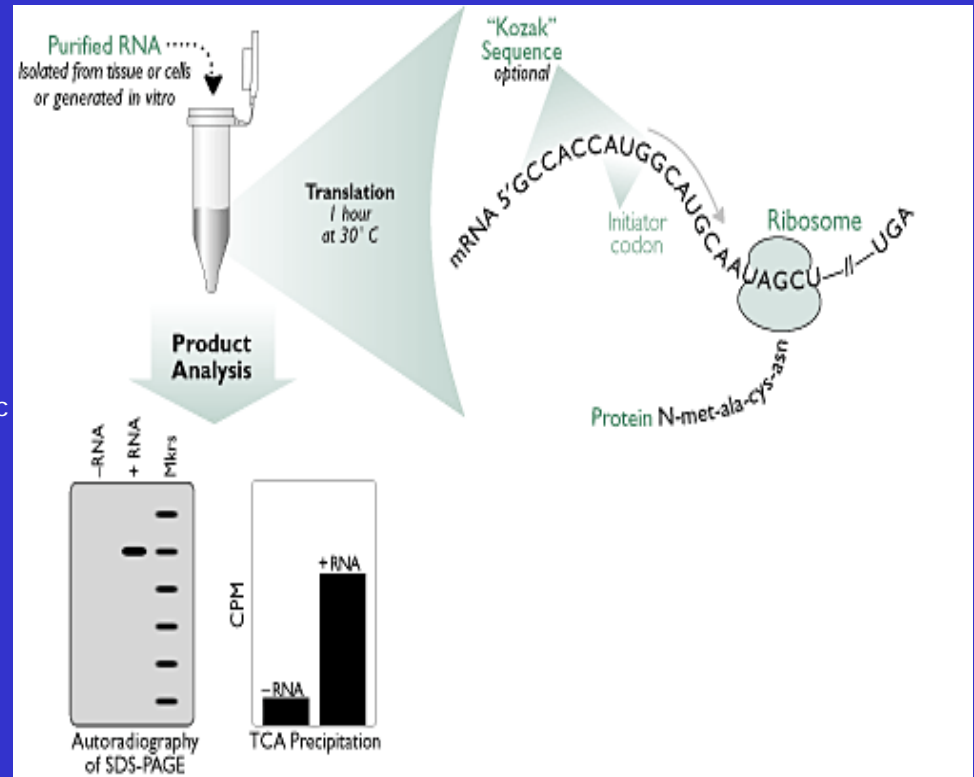 Purified RNA
Isolated from tissue or cells
or generated in vitro
"Kozak"
Sequence
optional
Translation
1 hour
at 30° C
mRNA 5'GCCACCAUGGCAUGCAAUAGCU—//—UGA
Initiator
codon
Ribosome
Protein N-met-ala-cys-asn
Product
Analysis
C
–RNA
+ RNA
Mkrs
Autoradiography
of SDS-PAGE
CPM
–RNA
+RNA
TCA Precipitation